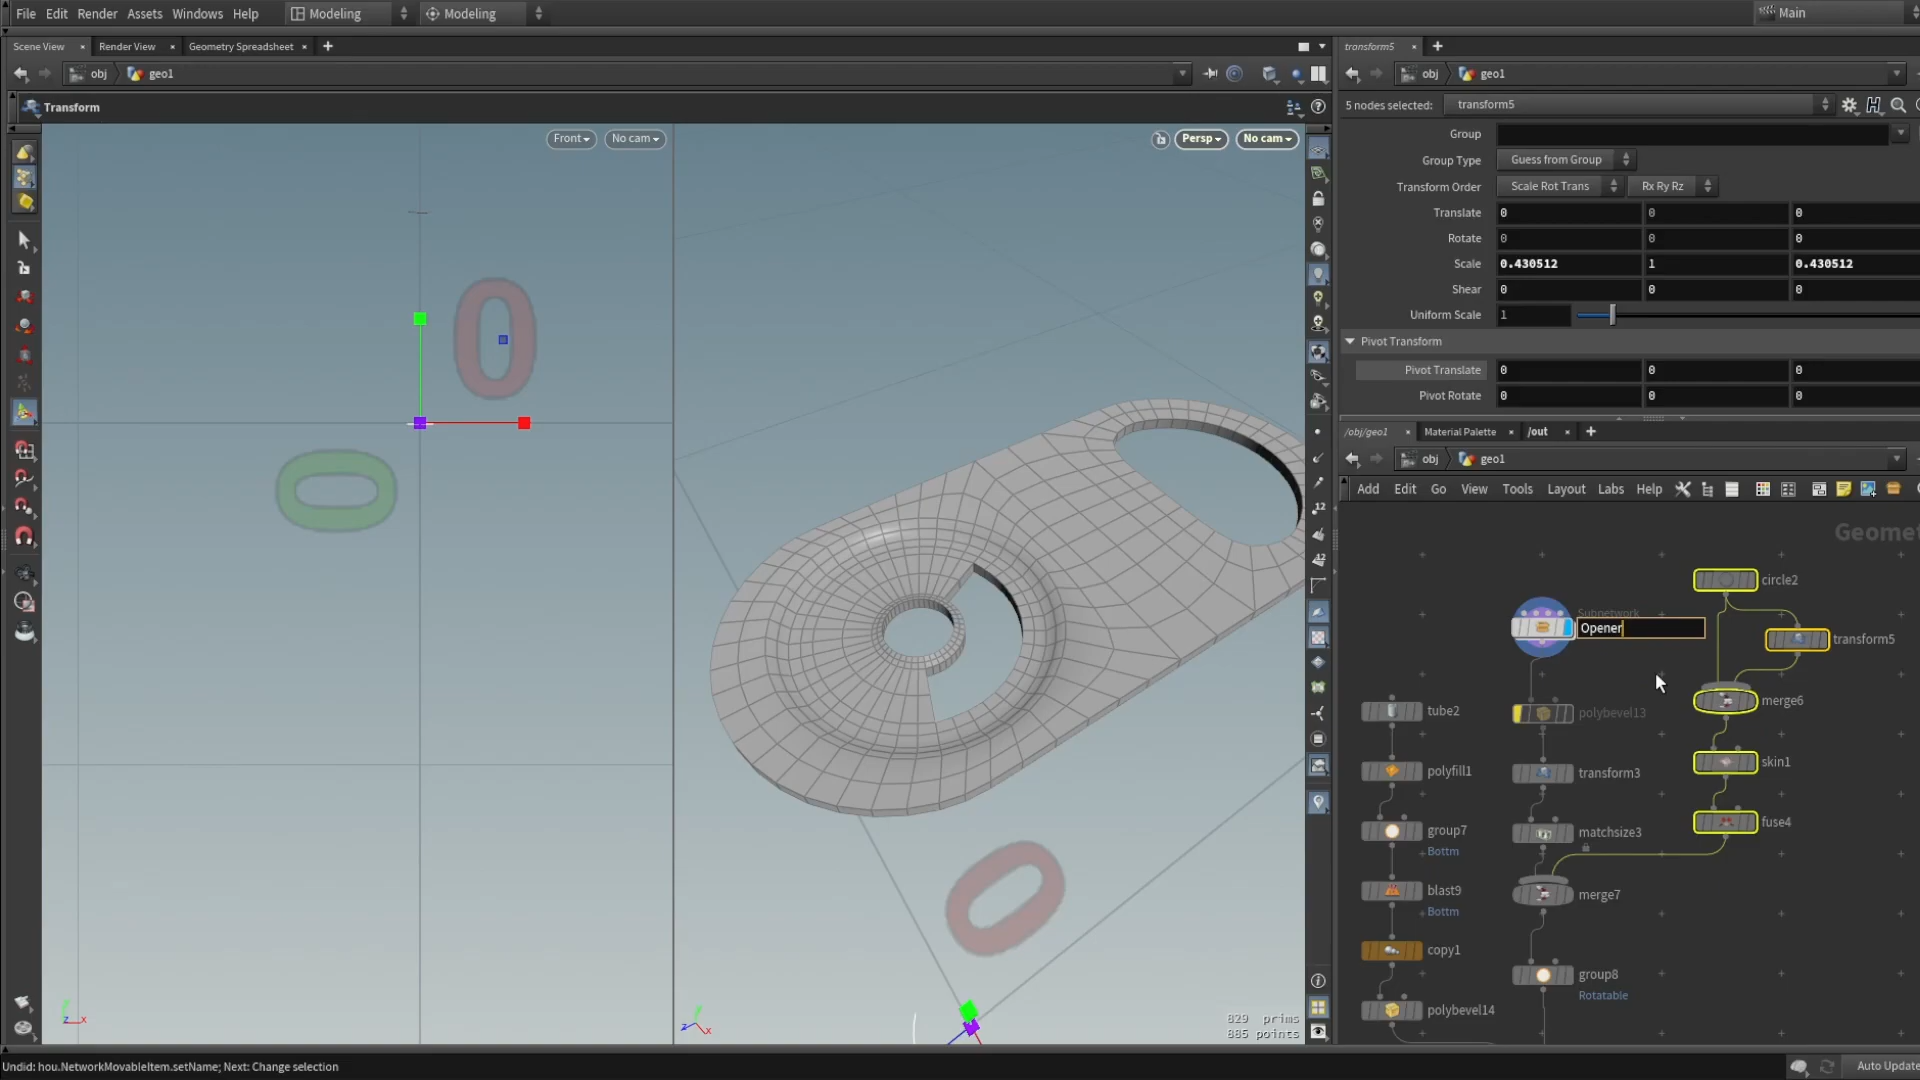 File Edit Render Assets Windows Help Modeling Modeling Main
Scene View Render View Geometry Spreadsheet
obj geo1
Transform
Front No cam
Persp No cam
829 prims
885 points
z x
y
z x
transform5
obj geo1
5 nodes selected: transform5
Group
Group Type Guess from Group
Transform Order Scale Rot Trans Rx Ry Rz
Translate 0 0 0
Rotate 0 0 0
Scale 0.430512 1 0.430512
Shear 0 0 0
Uniform Scale 1
Pivot Transform
Pivot Translate 0 0 0
Pivot Rotate 0 0 0
/obj/geo1 Material Palette /out
obj geo1
Add Edit Go View Tools Layout Labs Help
Geomet
circle2
Subnetwork
Opener
transform5
merge6
tube2
polybevel13
skin1
polyfill1
transform3
fuse4
group7
Bottm
matchsize3
blast9
Bottm
merge7
copy1
group8
Rotatable
polybevel14
Undid: hou.NetworkMovableItem.setName; Next: Change selection
Auto Update